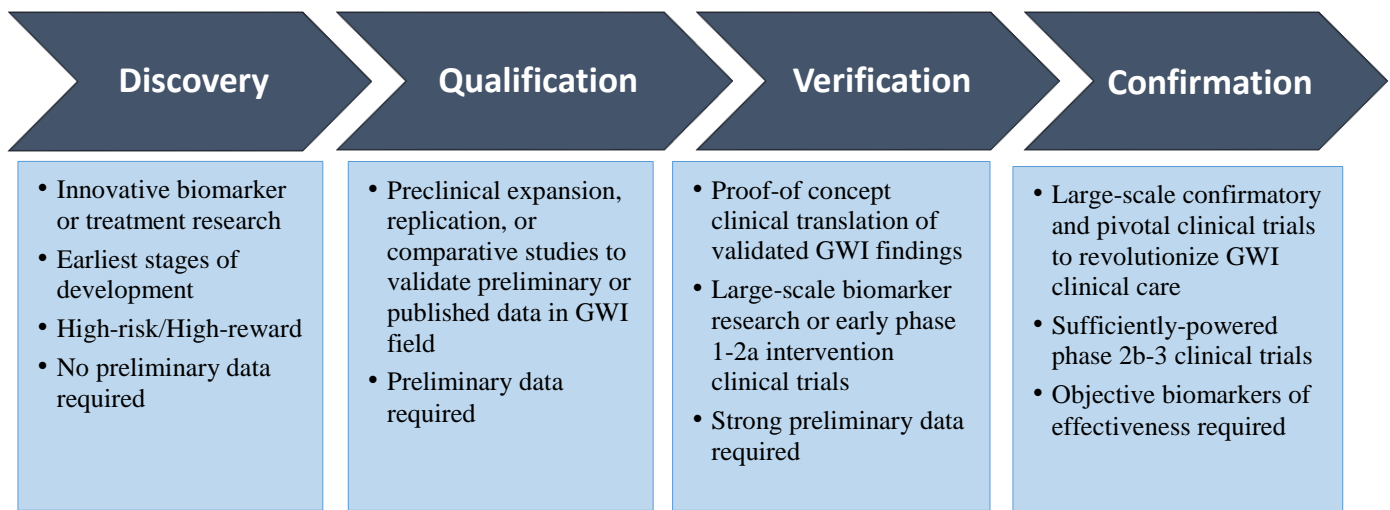 Discovery
Qualification
Verification
Confirmation
• Innovative biomarker
or treatment research
• Earliest stages of
development
• High-risk/High-reward
• No preliminary data
required
• Preclinical expansion,
replication, or
comparative studies to
validate preliminary or
published data in GWI
field
• Preliminary data
required
• Proof-of concept
clinical translation of
validated GWI findings
• Large-scale biomarker
research or early phase
1-2a intervention
clinical trials
• Strong preliminary data
required
• Large-scale confirmatory
and pivotal clinical trials
to revolutionize GWI
clinical care
• Sufficiently-powered
phase 2b-3 clinical trials
• Objective biomarkers of
effectiveness required